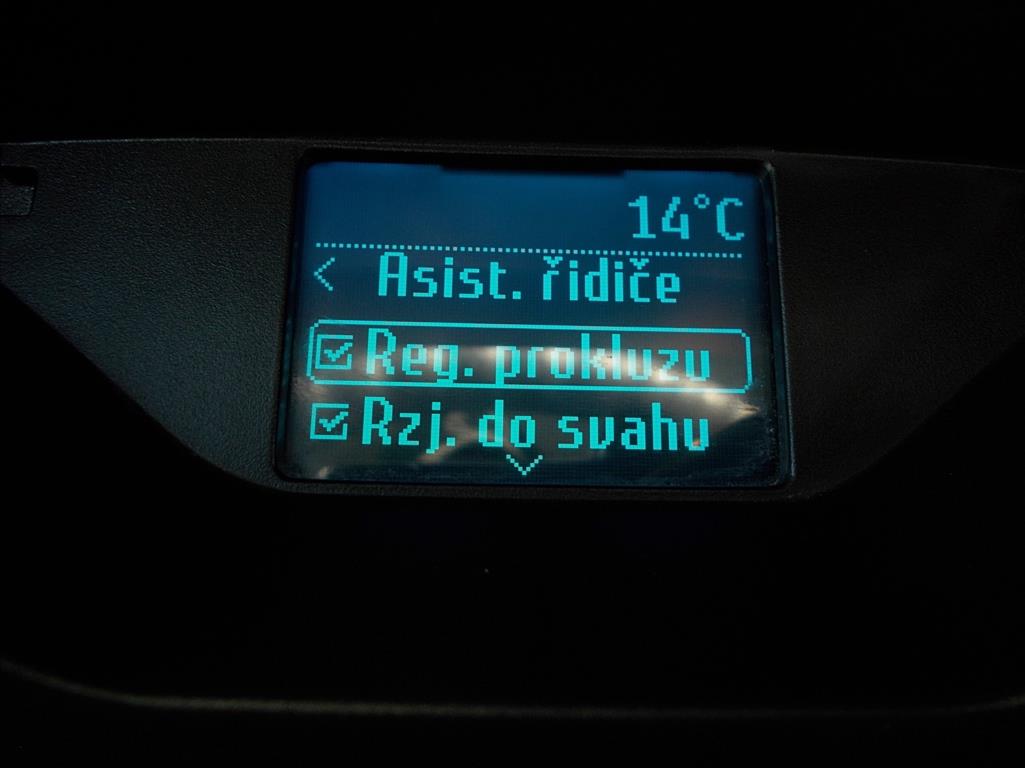 14°C
< Asist. řidiče
Reg. prokluzu
Rzj. do svahu